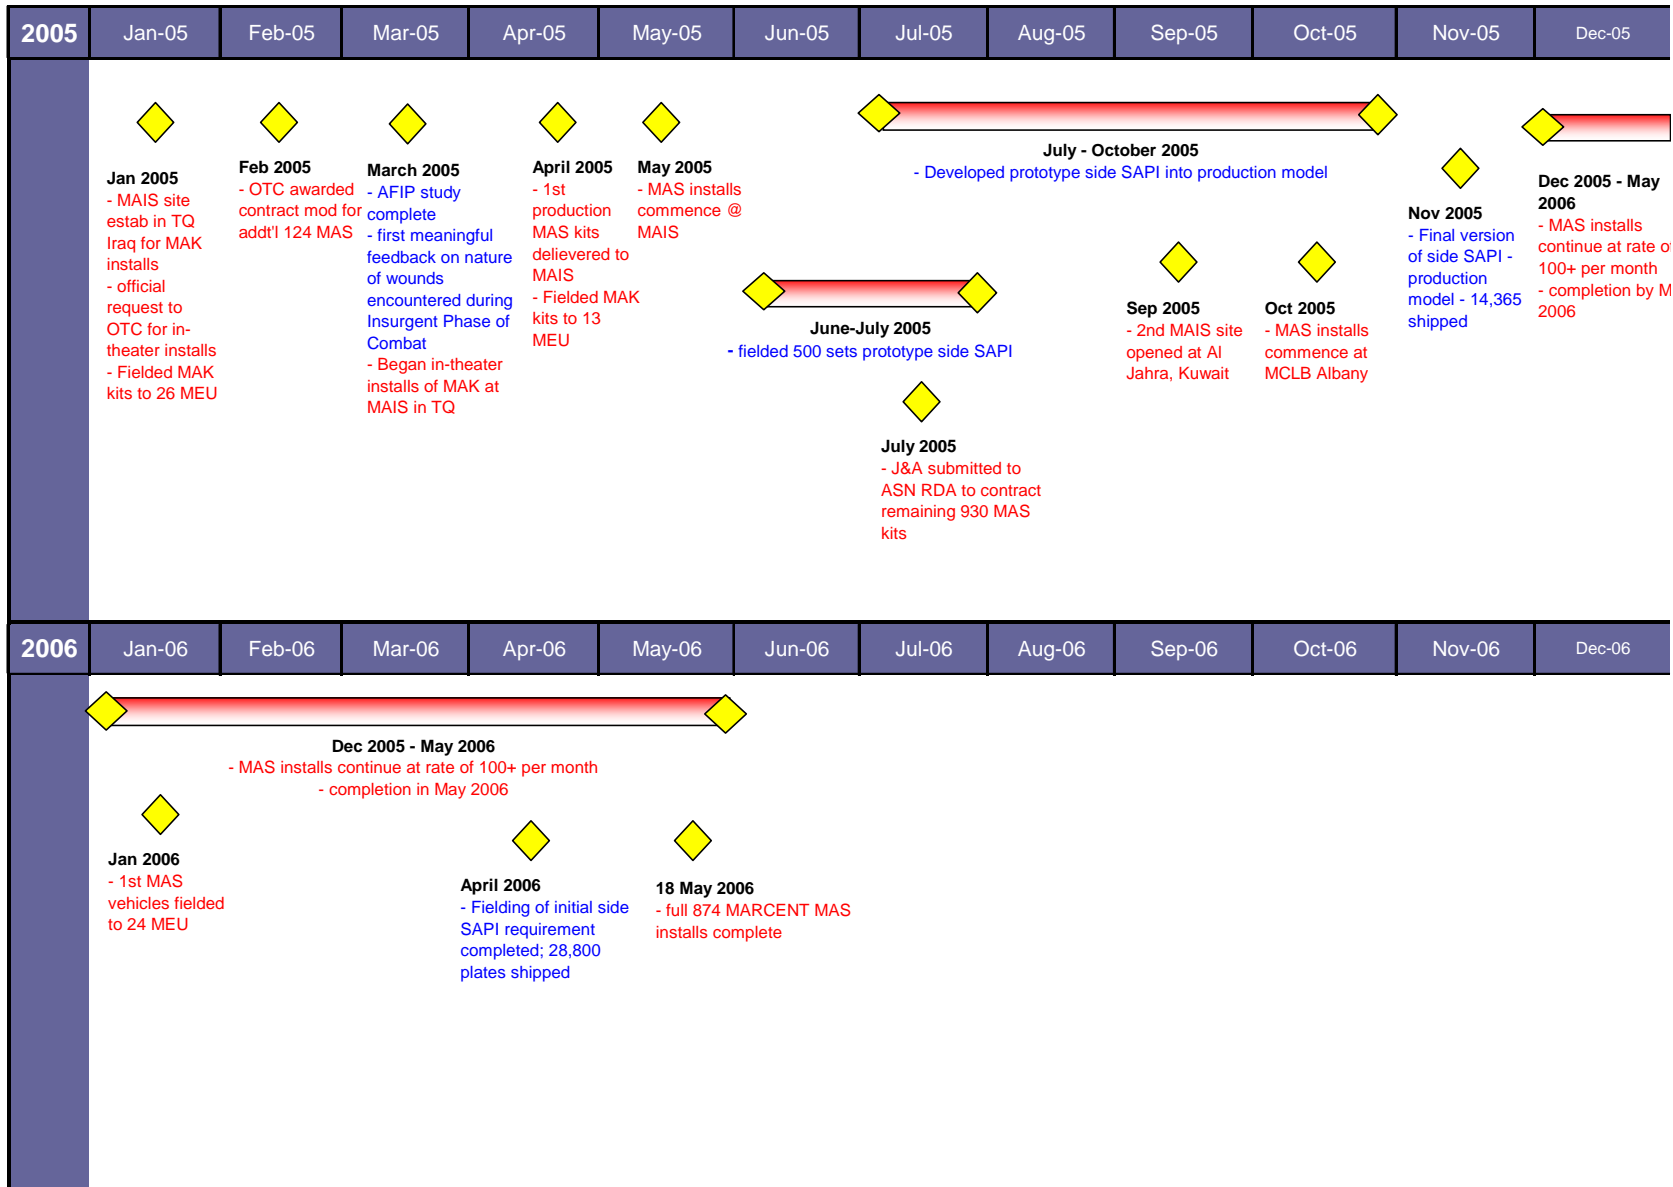 2005 Jan-05 Feb-05 Mar-05 Apr-05 May-05 Jun-05 Jul-05 Aug-05 Sep-05 Oct-05 Nov-05 Dec-05
Jan 2005
- MAIS site
estab in TQ
Iraq for MAK
installs
- official
request to
OTC for in-
theater installs
- Fielded MAK
kits to 26 MEU
Feb 2005
- OTC awarded
contract mod for
addt'l 124 MAS
March 2005
- AFIP study
complete
- first meaningful
feedback on nature
of wounds
encountered during
Insurgent Phase of
Combat
- Began in-theater
installs of MAK at
MAIS in TQ
April 2005
- 1st
production
MAS kits
delievered to
MAIS
- Fielded MAK
kits to 13
MEU
May 2005
- MAS installs
commence @
MAIS
July - October 2005
- Developed prototype side SAPI into production model
June-July 2005
- fielded 500 sets prototype side SAPI
July 2005
- J&A submitted to
ASN RDA to contract
remaining 930 MAS
kits
Sep 2005
- 2nd MAIS site
opened at Al
Jahra, Kuwait
Oct 2005
- MAS installs
commence at
MCLB Albany
Nov 2005
- Final version
of side SAPI -
production
model - 14,365
shipped
Dec 2005 - May
2006
- MAS installs
continue at rate
100+ per month
- completion by
2006
2006 Jan-06 Feb-06 Mar-06 Apr-06 May-06 Jun-06 Jul-06 Aug-06 Sep-06 Oct-06 Nov-06 Dec-06
Dec 2005 - May 2006
- MAS installs continue at rate of 100+ per month
- completion in May 2006
Jan 2006
- 1st MAS
vehicles fielded
to 24 MEU
April 2006
- Fielding of initial side
SAPI requirement
completed; 28,800
plates shipped
18 May 2006
- full 874 MARCENT MAS
installs complete